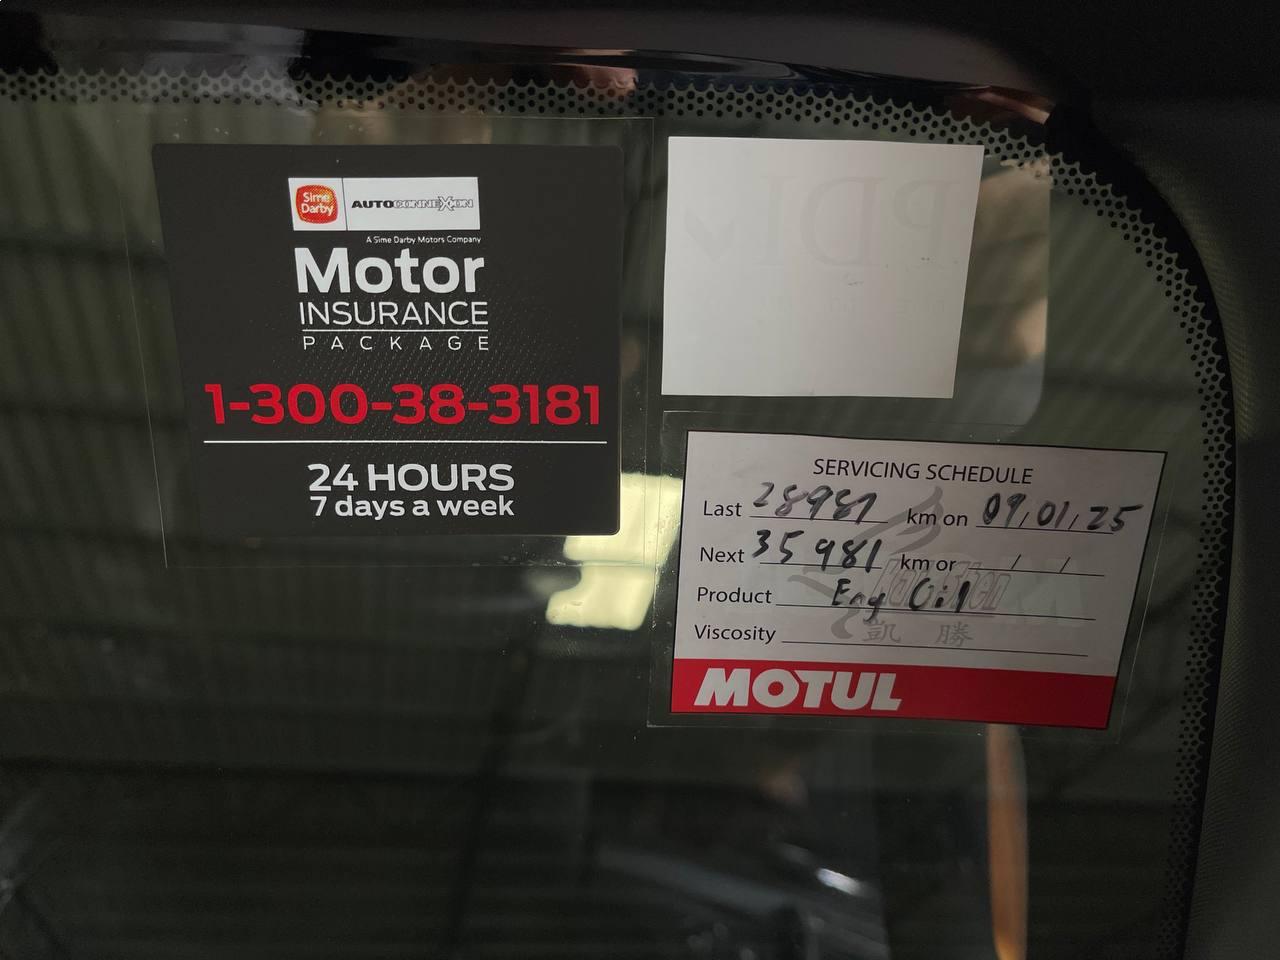 Sime
Darby
AUTOCONNEXION
A Sime Darby Motors Company
Motor
INSURANCE
PACKAGE
1-300-38-3181
24 HOURS
7 days a week
PDI
SERVICING SCHEDULE
Last 28981 km on 09,01,25
Next 35981 km or / /
Product Eng Oil
Viscosity
凱 勝
MOTUL